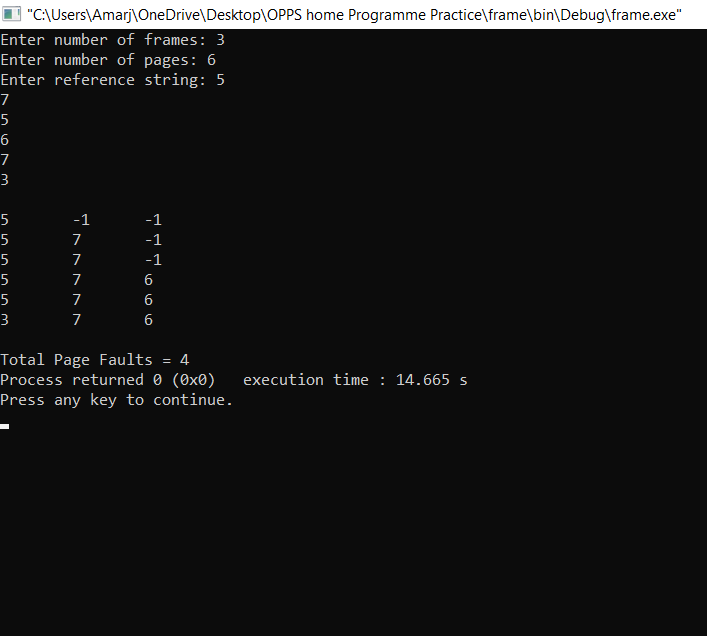 "C:\Users\Amarj\OneDrive\Desktop\OPPS home Programme Practice\frame\bin\Debug\frame.exe"
Enter number of frames: 3
Enter number of pages: 6
Enter reference string: 5
7
5
6
7
3
5 -1 -1
5 7 -1
5 7 -1
5 7 6
5 7 6
3 7 6
Total Page Faults = 4
Process returned 0 (0x0) execution time : 14.665 s
Press any key to continue.